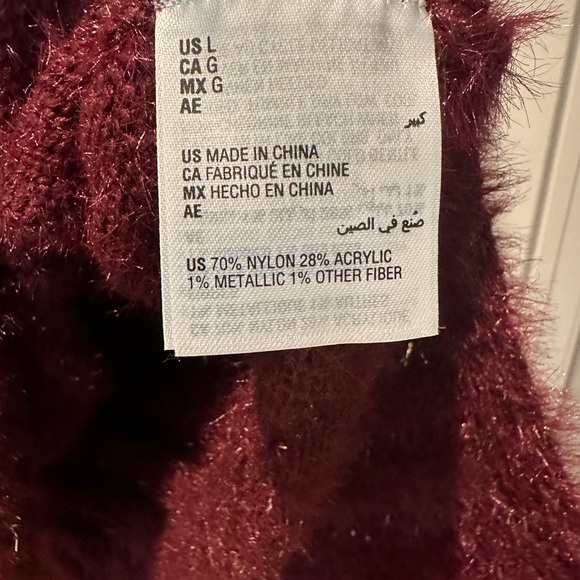 US L
CA G
MX G
AE
كبير
US MADE IN CHINA
CA FABRIQUÉ EN CHINE
MX HECHO EN CHINA
AE
صُنع في الصين
US 70% NYLON 28% ACRYLIC
1% METALLIC 1% OTHER FIBER